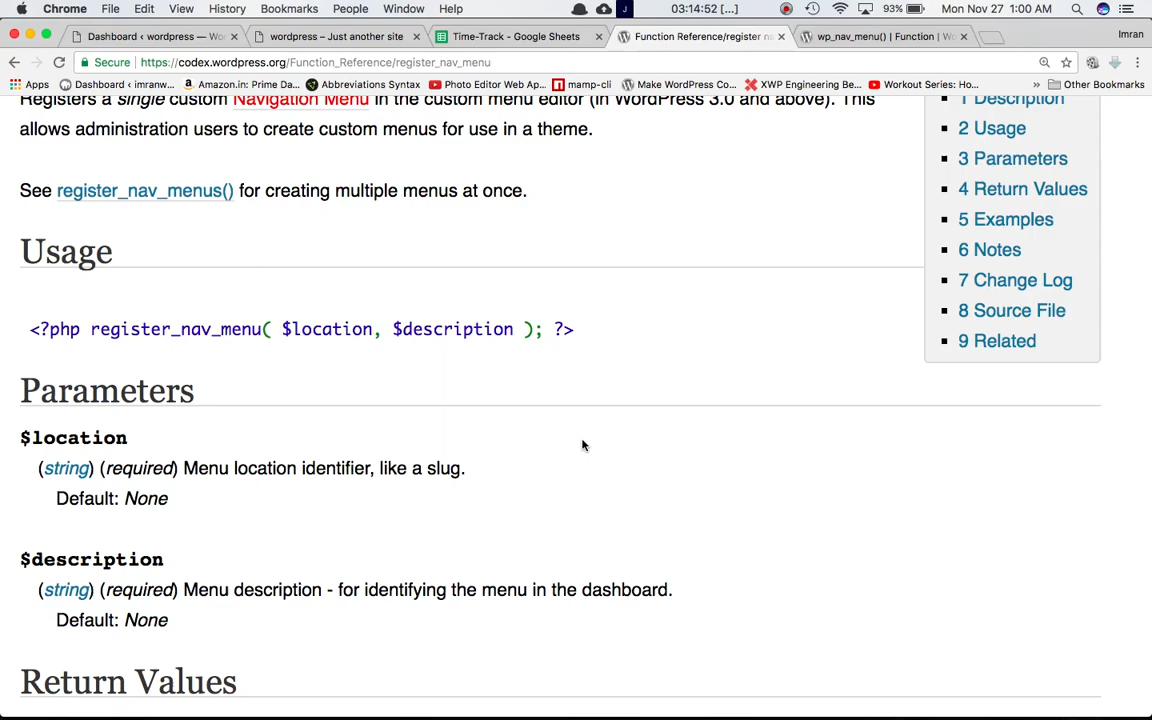 Chrome File Edit View History Bookmarks People Window Help 03:14:52 [...] 93% Mon Nov 27 1:00 AM
Dashboard ‹ wordpress — Wo wordpress – Just another site Time-Track - Google Sheets Function Reference/register na wp_nav_menu() | Function | Wo Imran
Secure https://codex.wordpress.org/Function_Reference/register_nav_menu
Apps Dashboard ‹ imranw... Amazon.in: Prime Da... Abbreviations Strength Photo Editor Web Ap... mamp-cli Make WordPress Co... XWP Engineering Be... Workout Series: Ho... » Other Bookmarks
Registers a single custom Navigation Menu in the custom menu editor (in WordPress 3.0 and above). This
allows administration users to create custom menus for use in a theme.
See register_nav_menus() for creating multiple menus at once.
1 Description
2 Usage
3 Parameters
4 Return Values
5 Examples
6 Notes
7 Change Log
8 Source File
9 Related
Usage
<?php register_nav_menu( $location, $description ); ?>
Parameters
$location
(string) (required) Menu location identifier, like a slug.
Default: None
$description
(string) (required) Menu description - for identifying the menu in the dashboard.
Default: None
Return Values